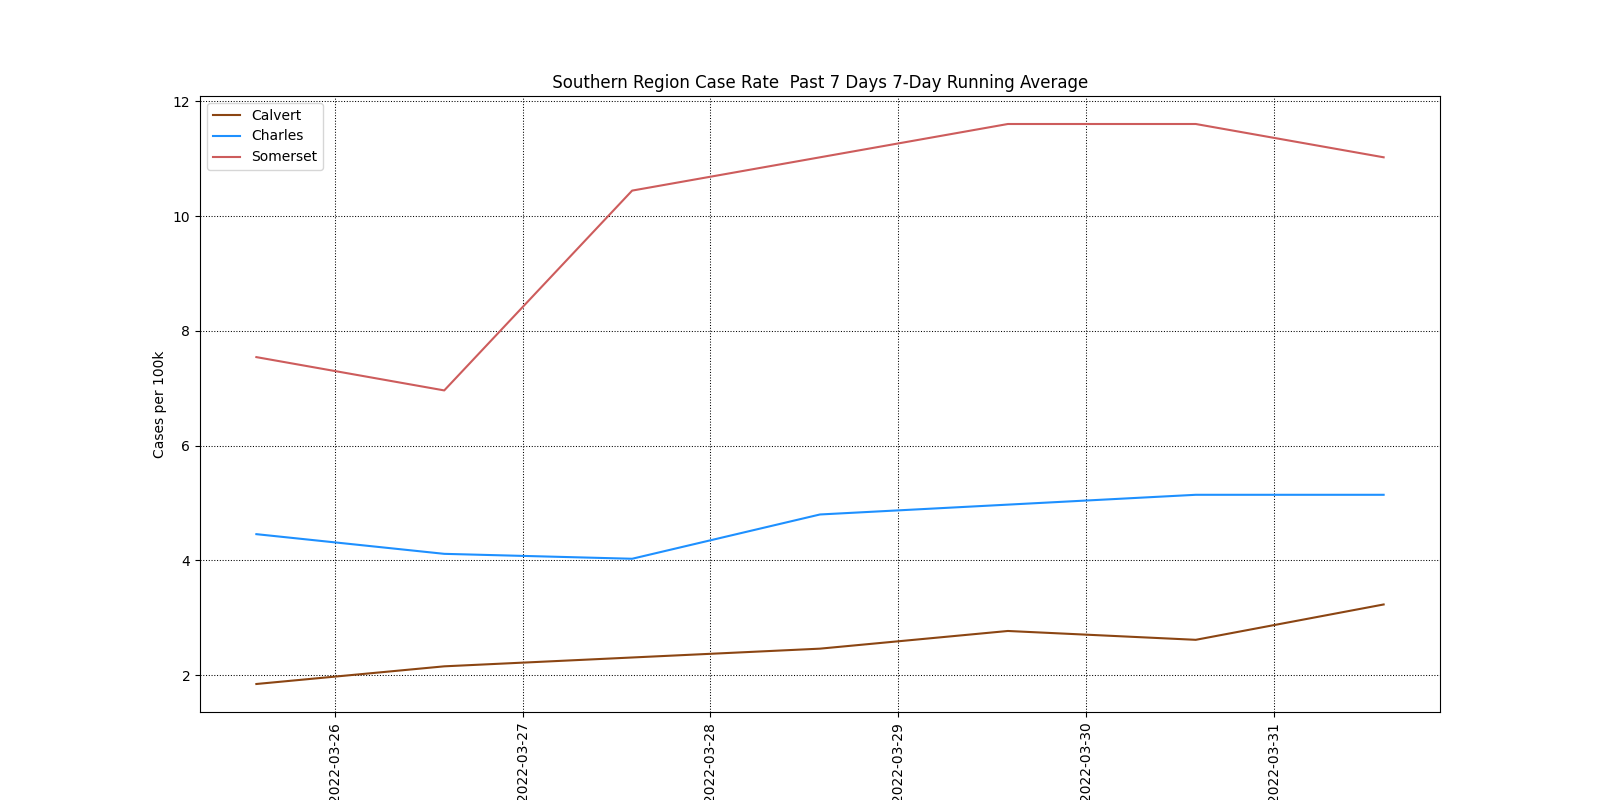 Southern Region Case Rate  Past 7 Days 7-Day Running Average
Calvert
Charles
Somerset
12
10
8
6
4
2
Cases per 100k
2022-03-26
2022-03-27
2022-03-28
2022-03-29
2022-03-30
2022-03-31